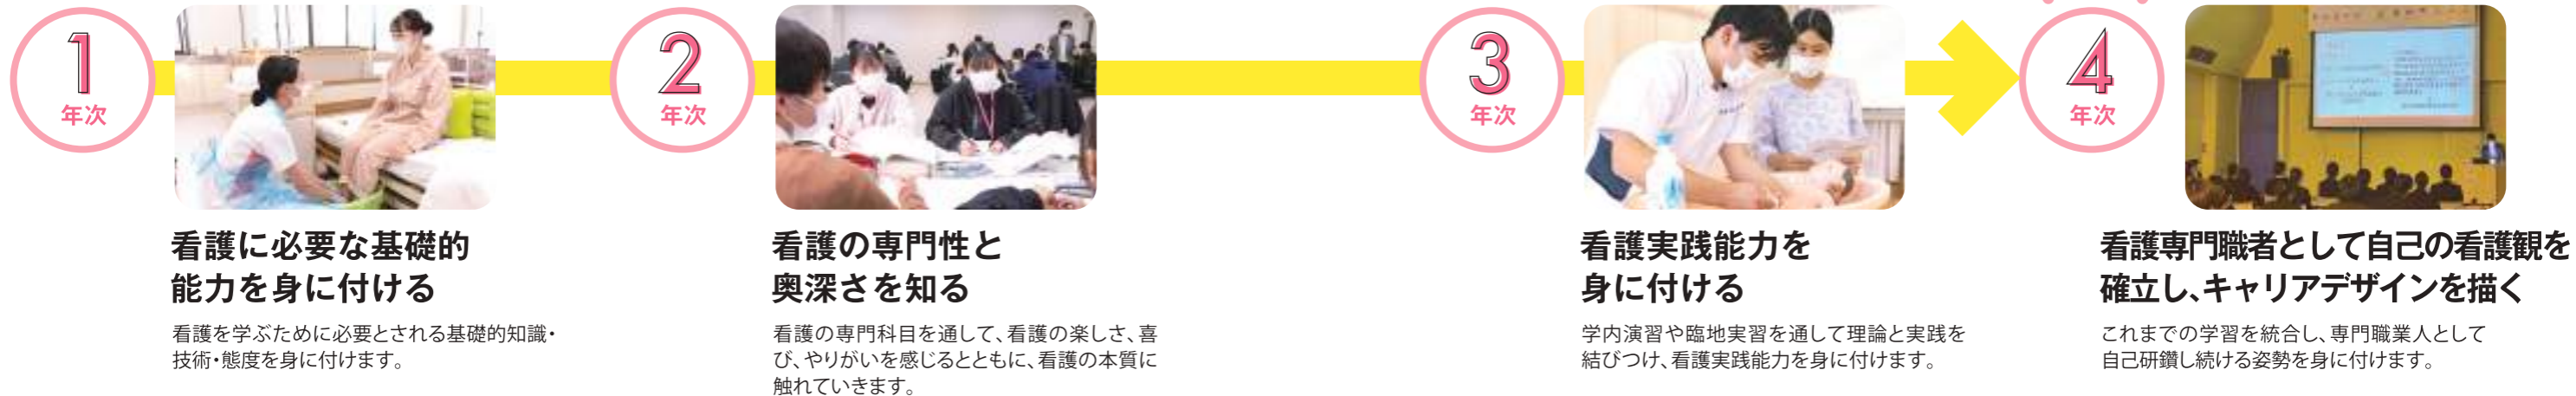 1
年次
看護に必要な基礎的
能力を身に付ける
看護を学ぶために必要とされる基礎的知識・
技術・態度を身に付けます。
2
年次
看護の専門性と
奥深さを知る
看護の専門科目を通して、看護の楽しさ、喜
び、やりがいを感じるとともに、看護の本質に
触れていきます。
3
年次
看護実践能力を
身に付ける
学内演習や臨地実習を通して理論と実践を
結びつけ、看護実践能力を身に付けます。
4
年次
看護専門職者として自己の看護観を
確立し、キャリアデザインを描く
これまでの学習を統合し、専門職業人として
自己研鑽し続ける姿勢を身に付けます。